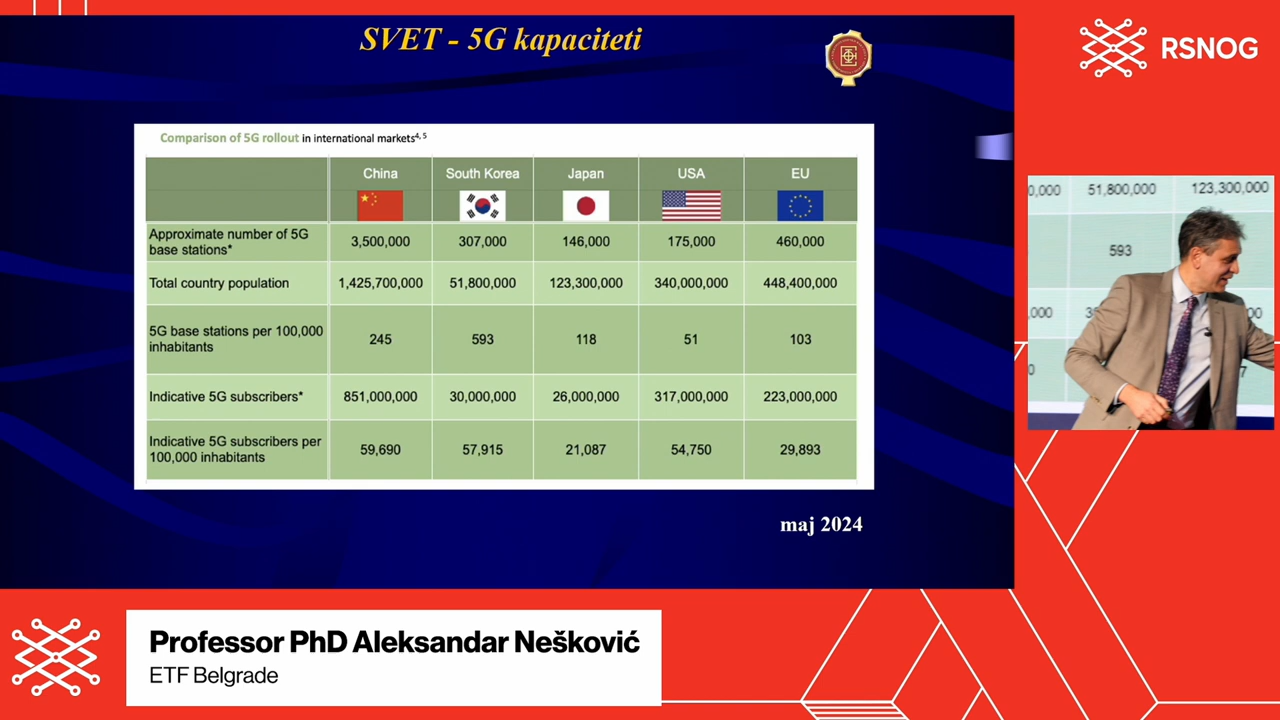 SVET - 5G kapaciteti
RSNOG
Comparison of 5G rollout in international markets4, 5
China South Korea Japan USA EU
Approximate number of 5G
base stations*
3,500,000 307,000 146,000 175,000 460,000
Total country population 1,425,700,000 51,800,000 123,300,000 340,000,000 448,400,000
5G base stations per 100,000
inhabitants
245 593 118 51 103
Indicative 5G subscribers* 851,000,000 30,000,000 26,000,000 317,000,000 223,000,000
Indicative 5G subscribers per
100,000 inhabitants
59,690 57,915 21,087 54,750 29,893
maj 2024
51,800,000 123,300,000
593
Professor PhD Aleksandar Nešković
ETF Belgrade